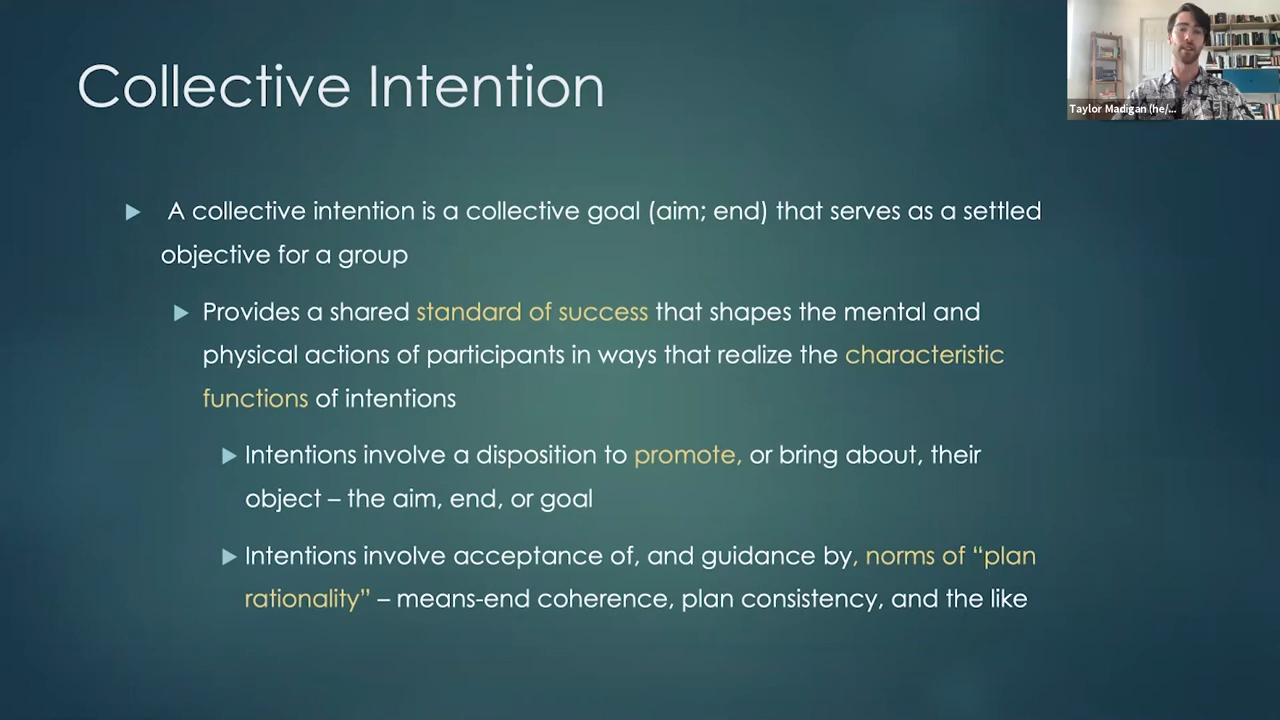 Collective Intention
Taylor Madigan (he/...
A collective intention is a collective goal (aim; end) that serves as a settled
objective for a group
Provides a shared standard of success that shapes the mental and
physical actions of participants in ways that realize the characteristic
functions of intentions
Intentions involve a disposition to promote, or bring about, their
object – the aim, end, or goal
Intentions involve acceptance of, and guidance by, norms of “plan
rationality” – means-end coherence, plan consistency, and the like